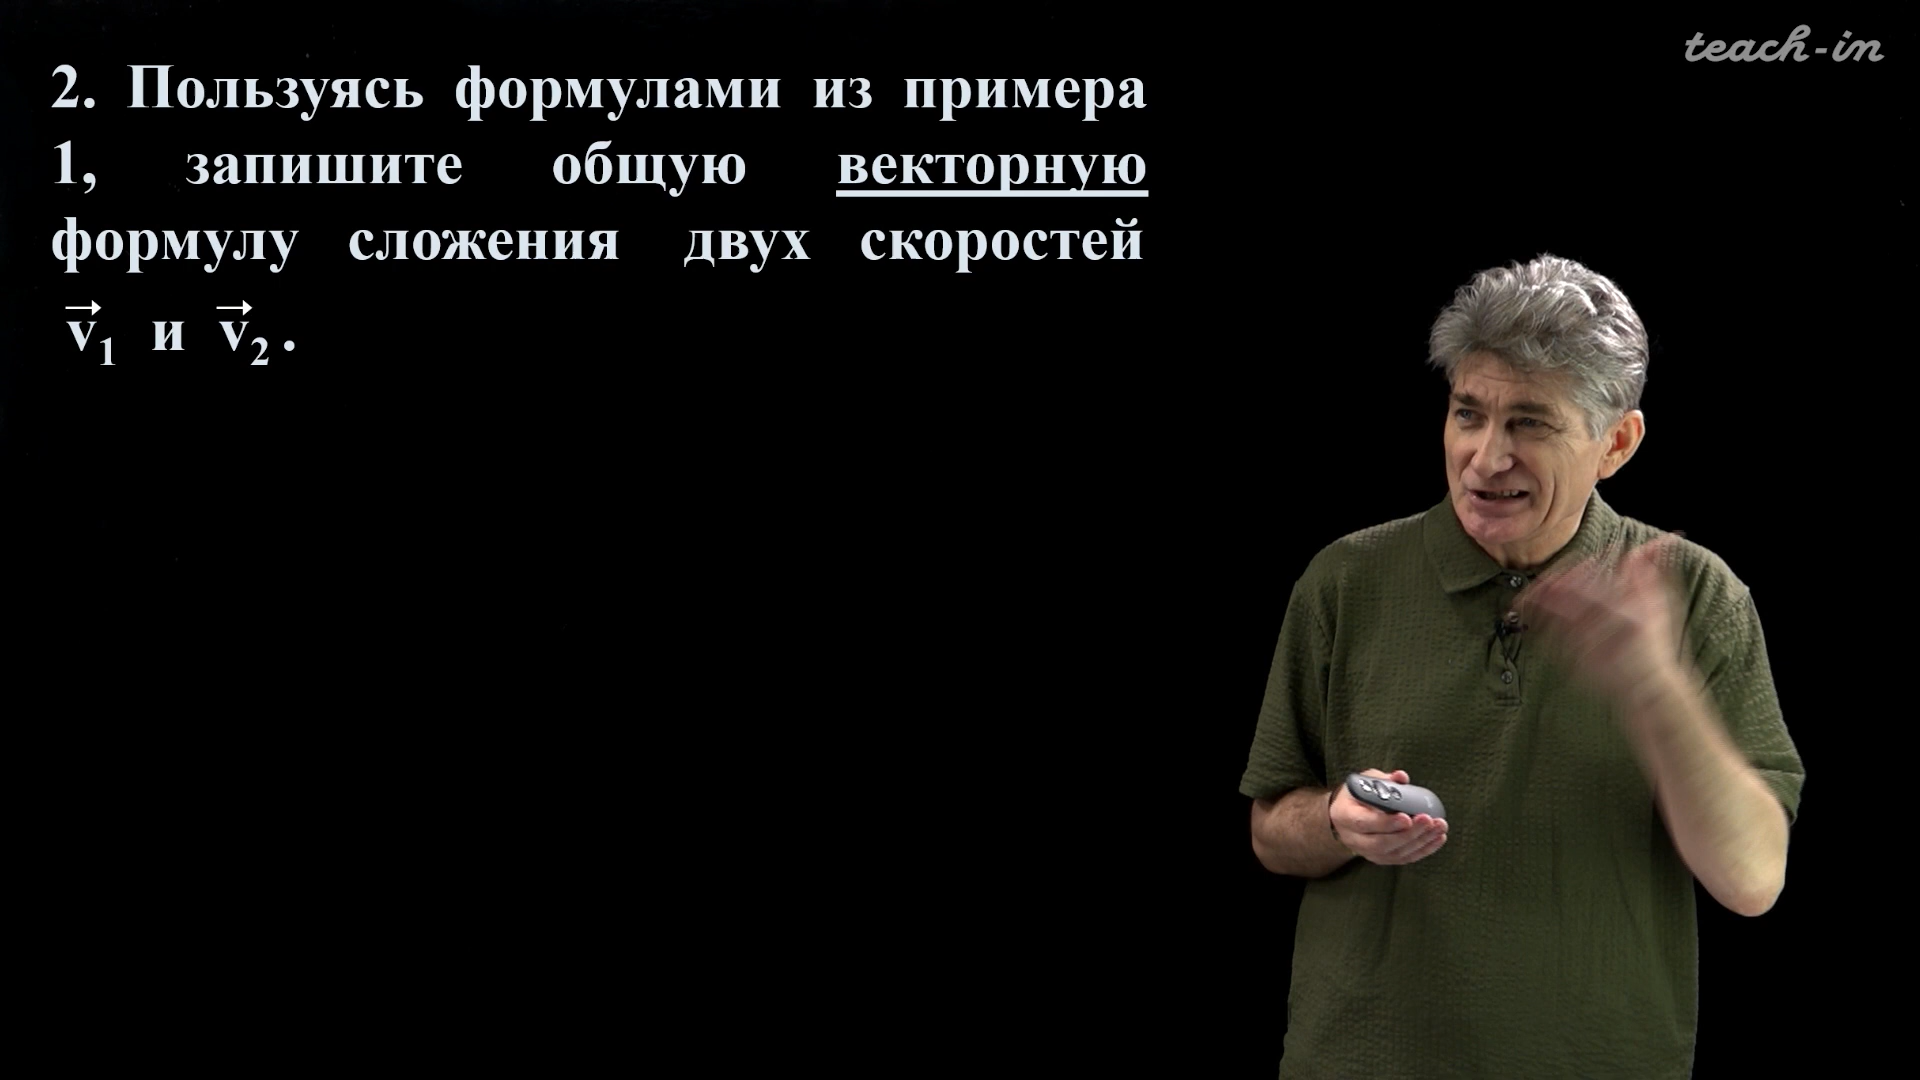 teach-in
2. Пользуясь формулами из примера
1, запишите общую векторную
формулу сложения двух скоростей
v⃗₁ и v⃗₂.